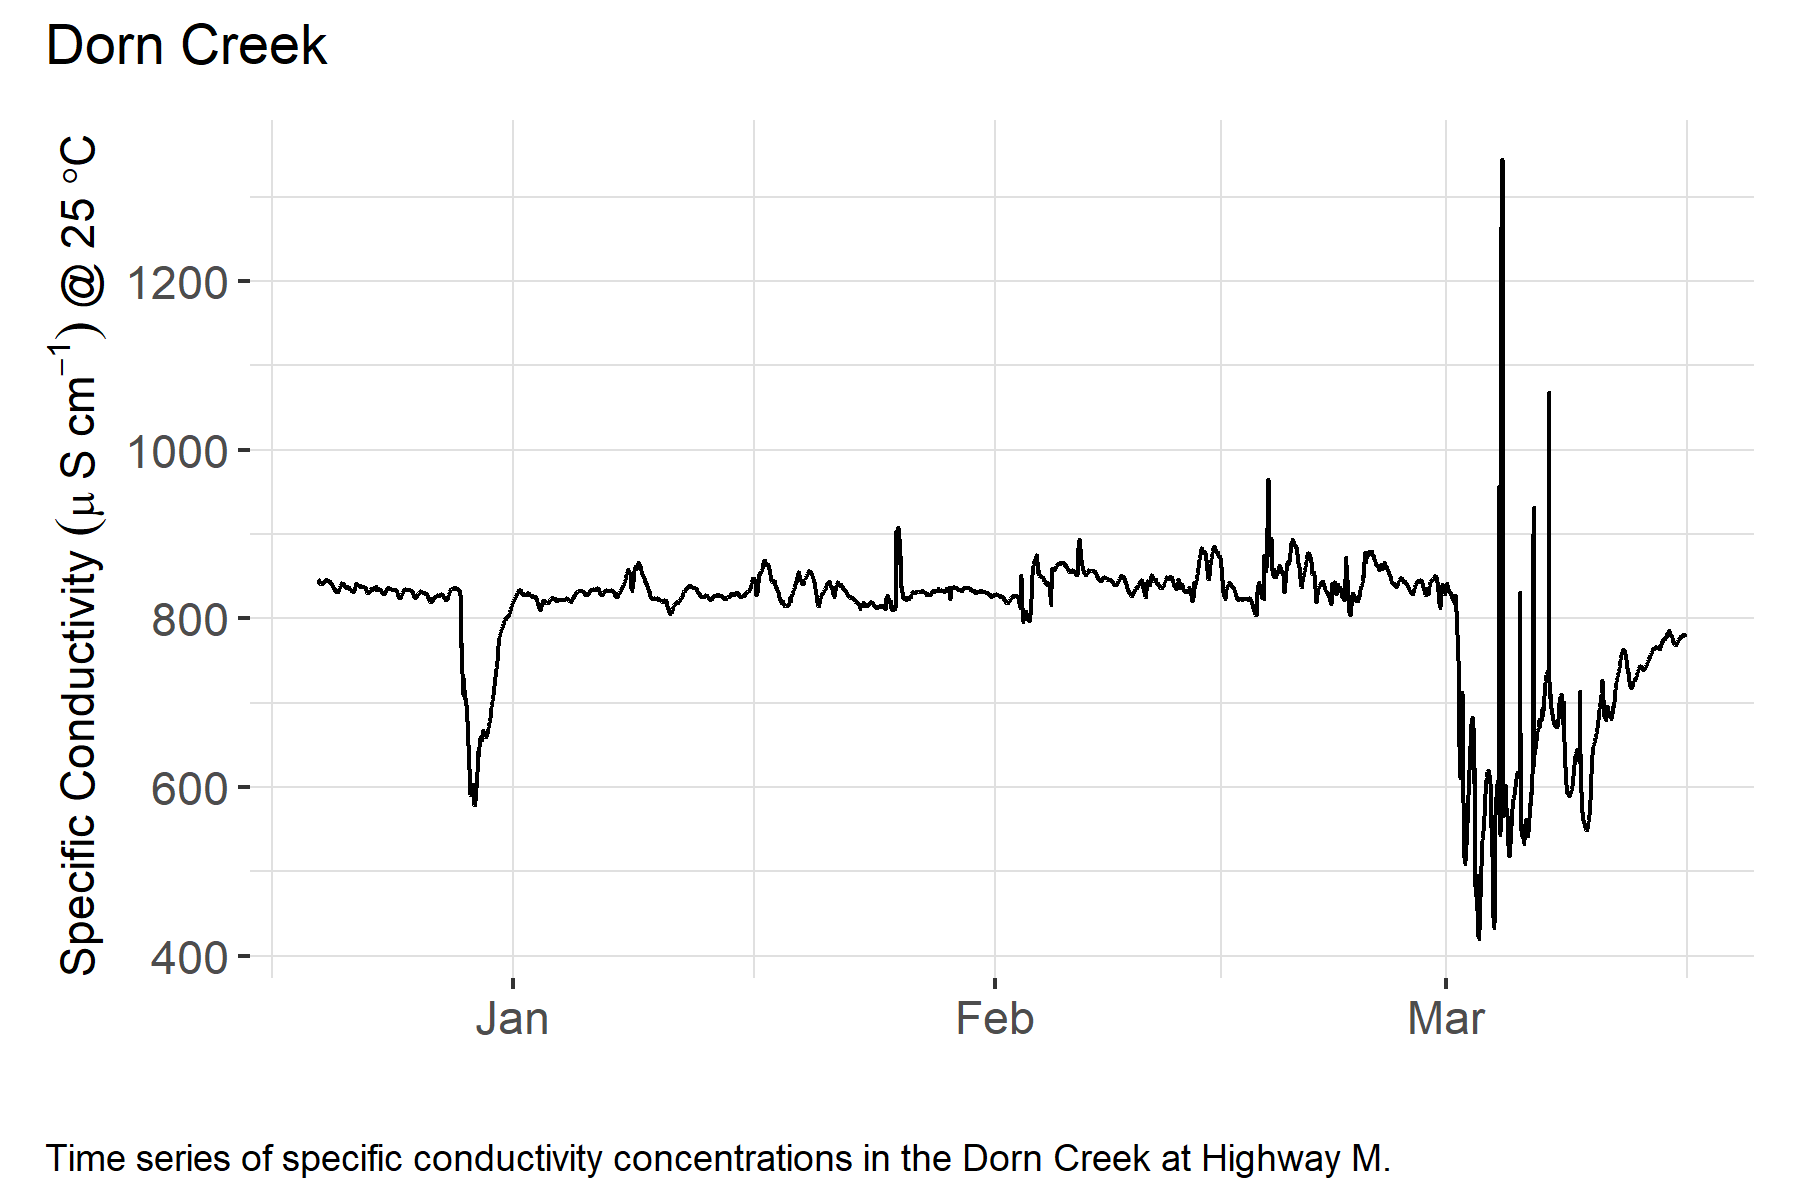 Dorn Creek
Specific Conductivity (μ S cm⁻¹) @ 25 °C
1200
1000
800
600
400
Jan Feb Mar
Time series of specific conductivity concentrations in the Dorn Creek at Highway M.